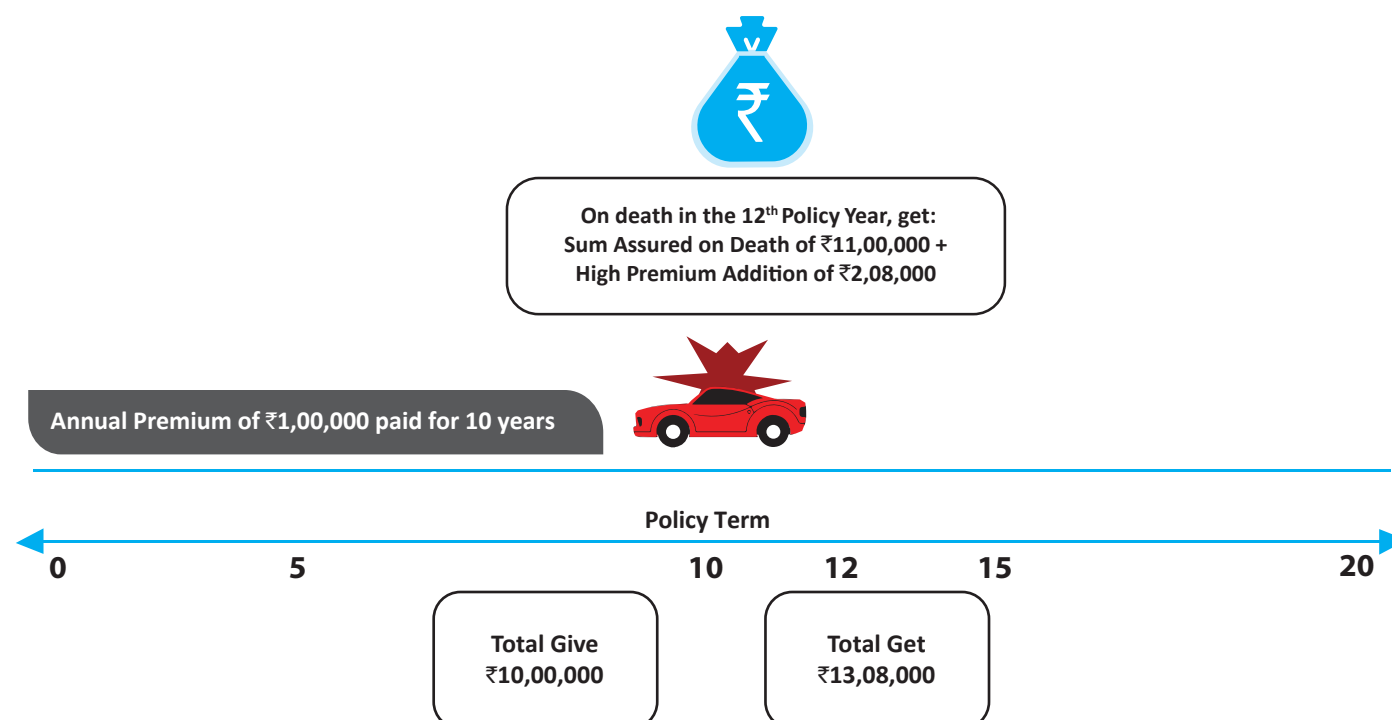 ₹
On death in the 12th Policy Year, get:
Sum Assured on Death of ₹11,00,000 +
High Premium Addition of ₹2,08,000
Annual Premium of ₹1,00,000 paid for 10 years
Policy Term
0 5 10 12 15 20
Total Give
₹10,00,000
Total Get
₹13,08,000